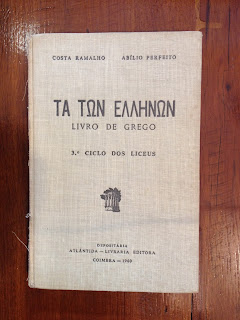 COSTA RAMALHO ABÍLIO PERFEITO
ΤΑ ΤΩΝ ΕΛΛΗΝΩΝ
LIVRO DE GREGO
3.º CICLO DOS LICEUS
DEPOSITÁRIA
ATLÂNTIDA — LIVRARIA, EDITORA
COIMBRA — 1960